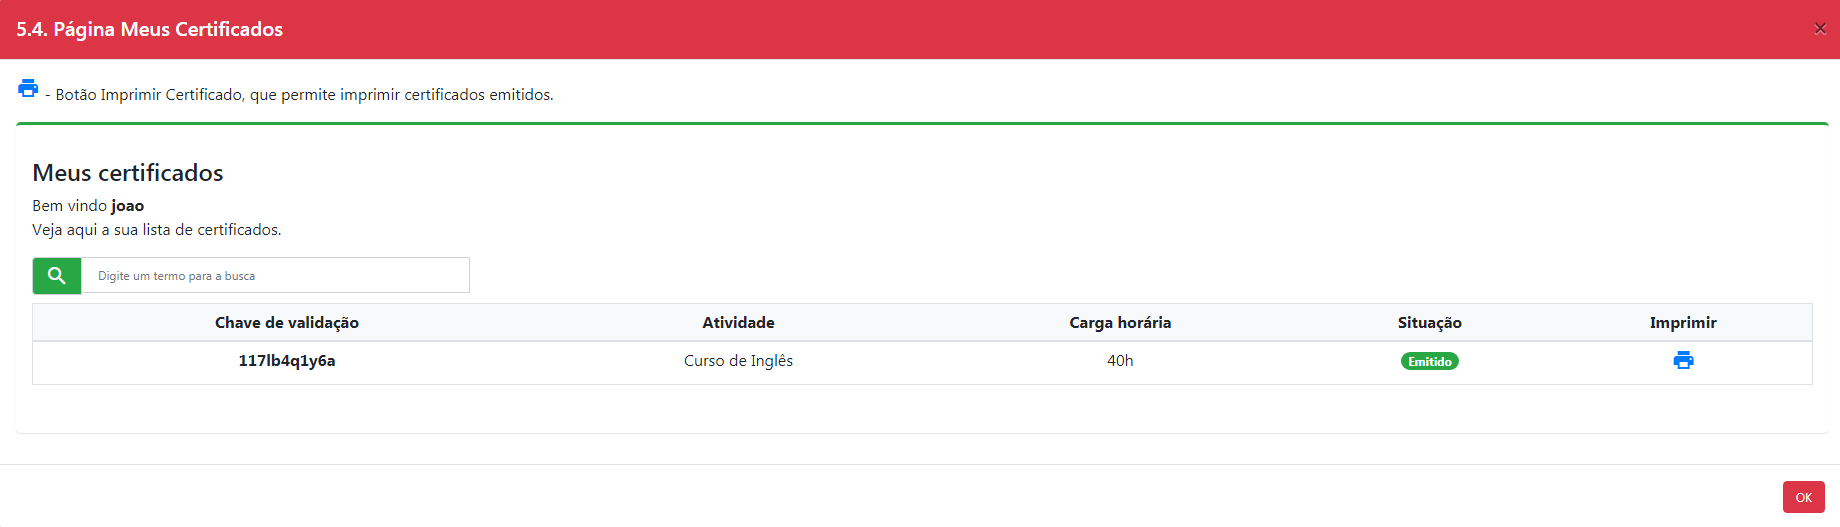 5.4. Página Meus Certificados
×
- Botão Imprimir Certificado, que permite imprimir certificados emitidos.
Meus certificados
Bem vindo joao
Veja aqui a sua lista de certificados.
Digite um termo para a busca
Chave de validação Atividade Carga horária Situação Imprimir
117lb4q1y6a Curso de Inglês 40h Emitido
OK